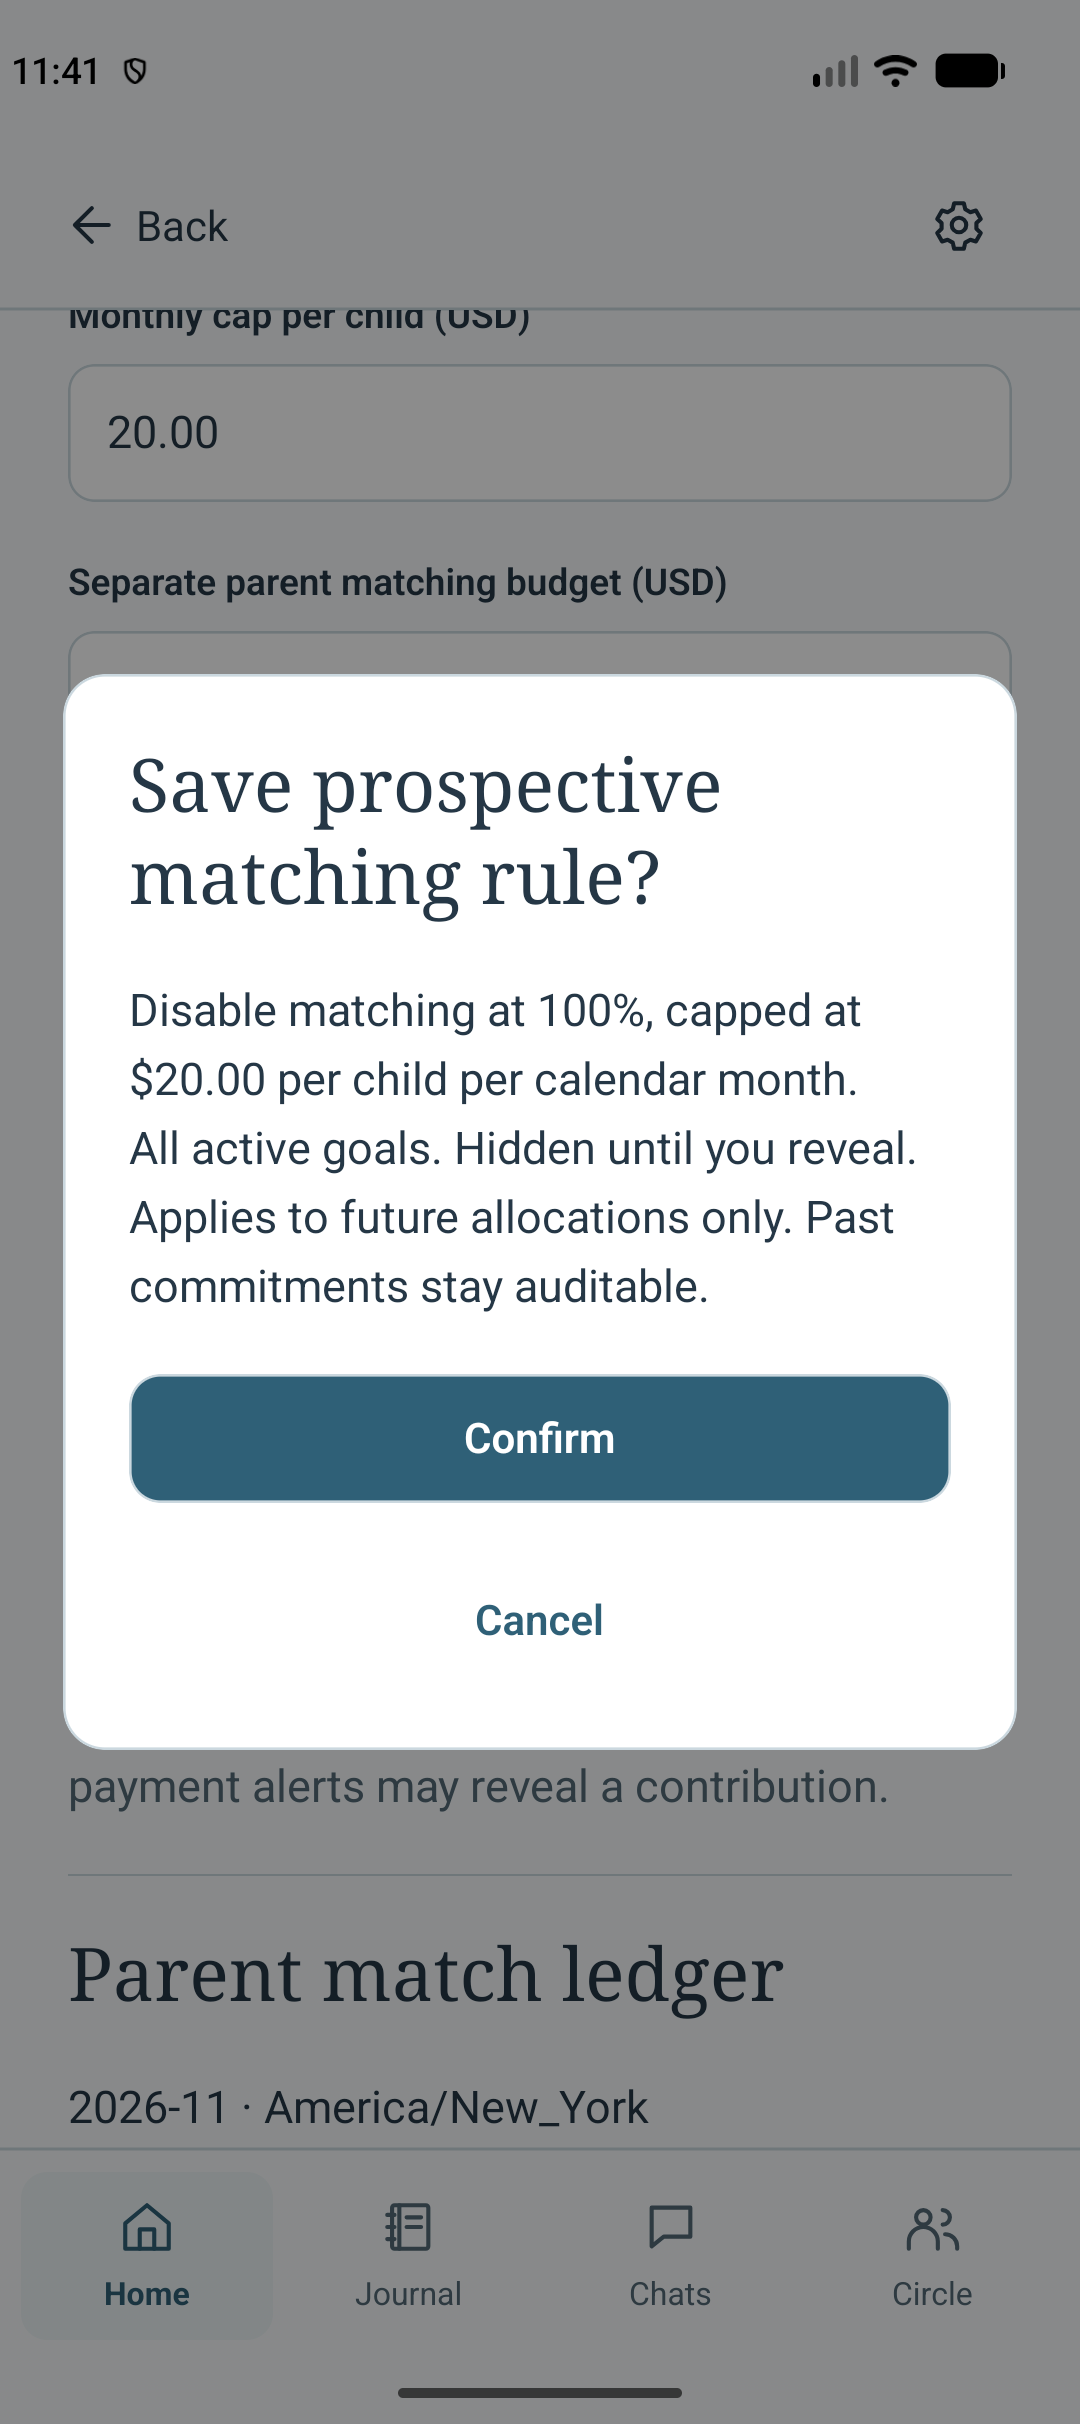 11:41
Back
Monthly cap per child (USD)
20.00
Separate parent matching budget (USD)
Save prospective
matching rule?
Disable matching at 100%, capped at
$20.00 per child per calendar month.
All active goals. Hidden until you reveal.
Applies to future allocations only. Past
commitments stay auditable.
Confirm
Cancel
payment alerts may reveal a contribution.
Parent match ledger
2026-11 · America/New_York
Home
Journal
Chats
Circle